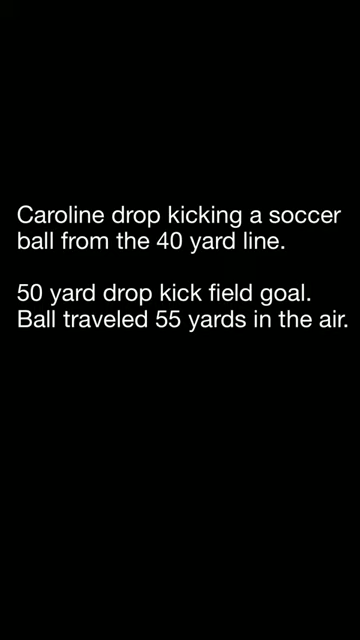 Caroline drop kicking a soccer
ball from the 40 yard line.
50 yard drop kick field goal.
Ball traveled 55 yards in the air.